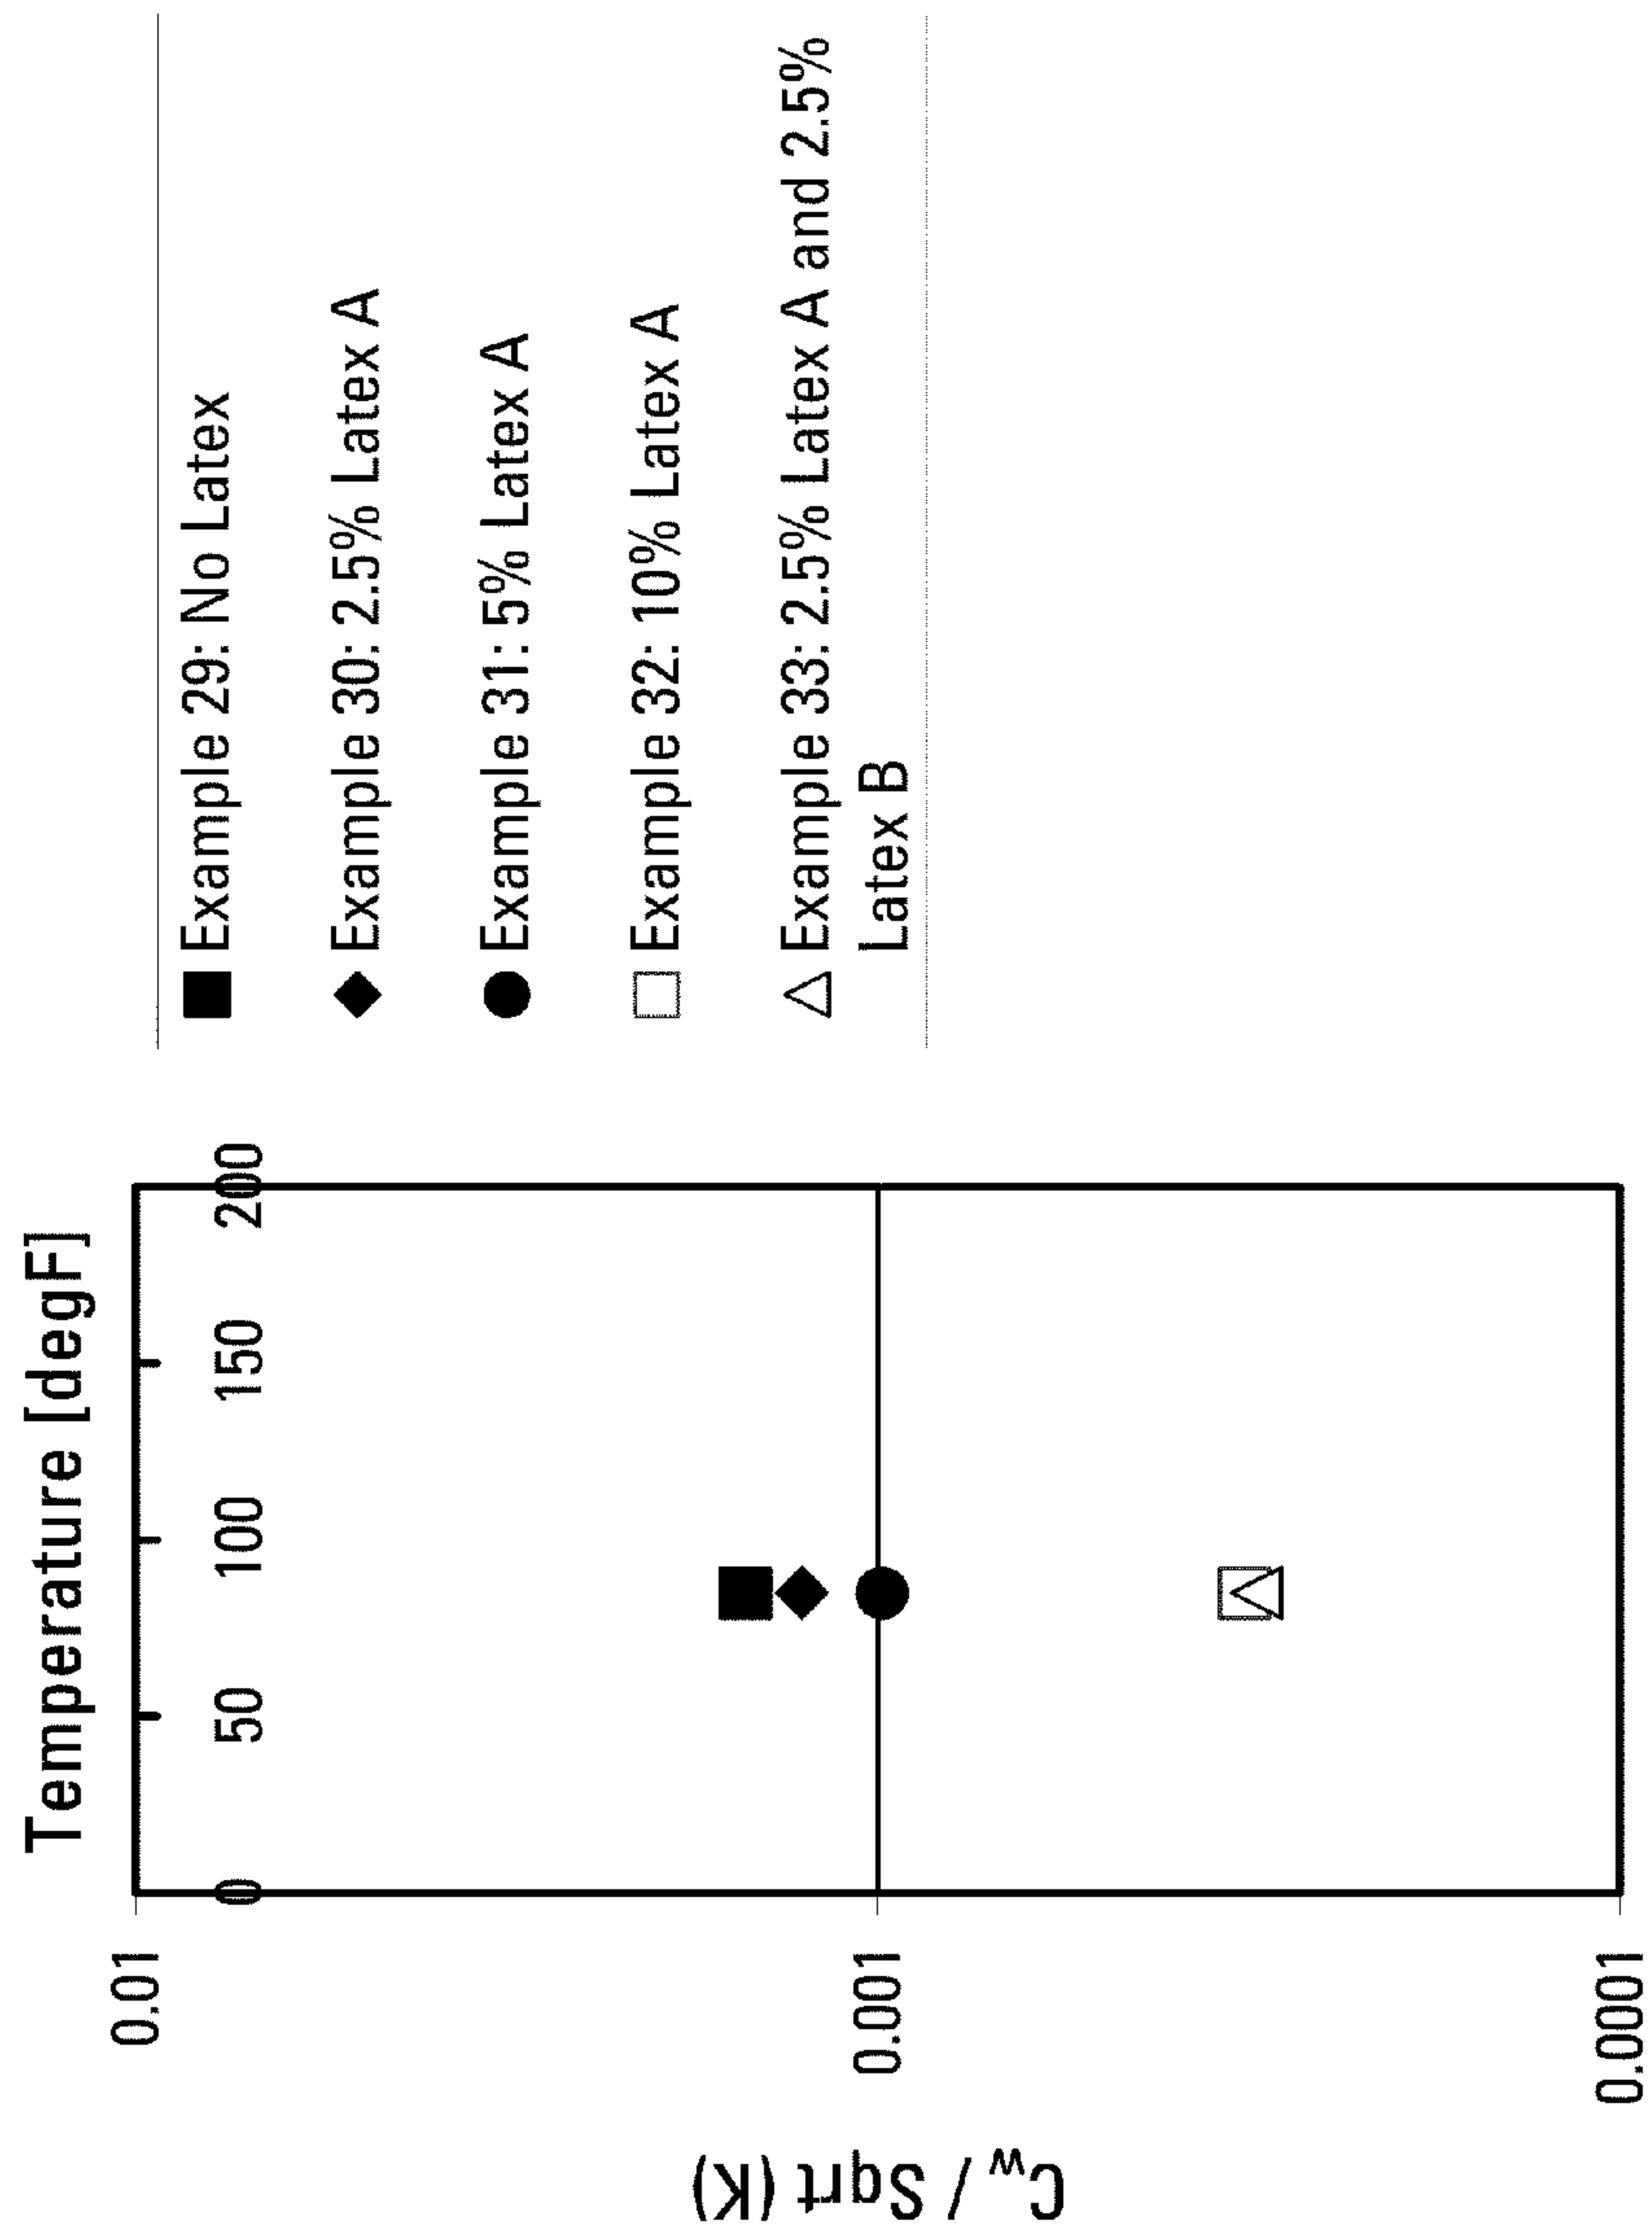 Temperature [degF]
0.01
0 50 100 150 200
0.001
0.0001
C_w / Sqrt (K)
Example 29: No Latex
Example 30: 2.5% Latex A
Example 31: 5% Latex A
Example 32: 10% Latex A
Example 33: 2.5% Latex A and 2.5%
Latex B